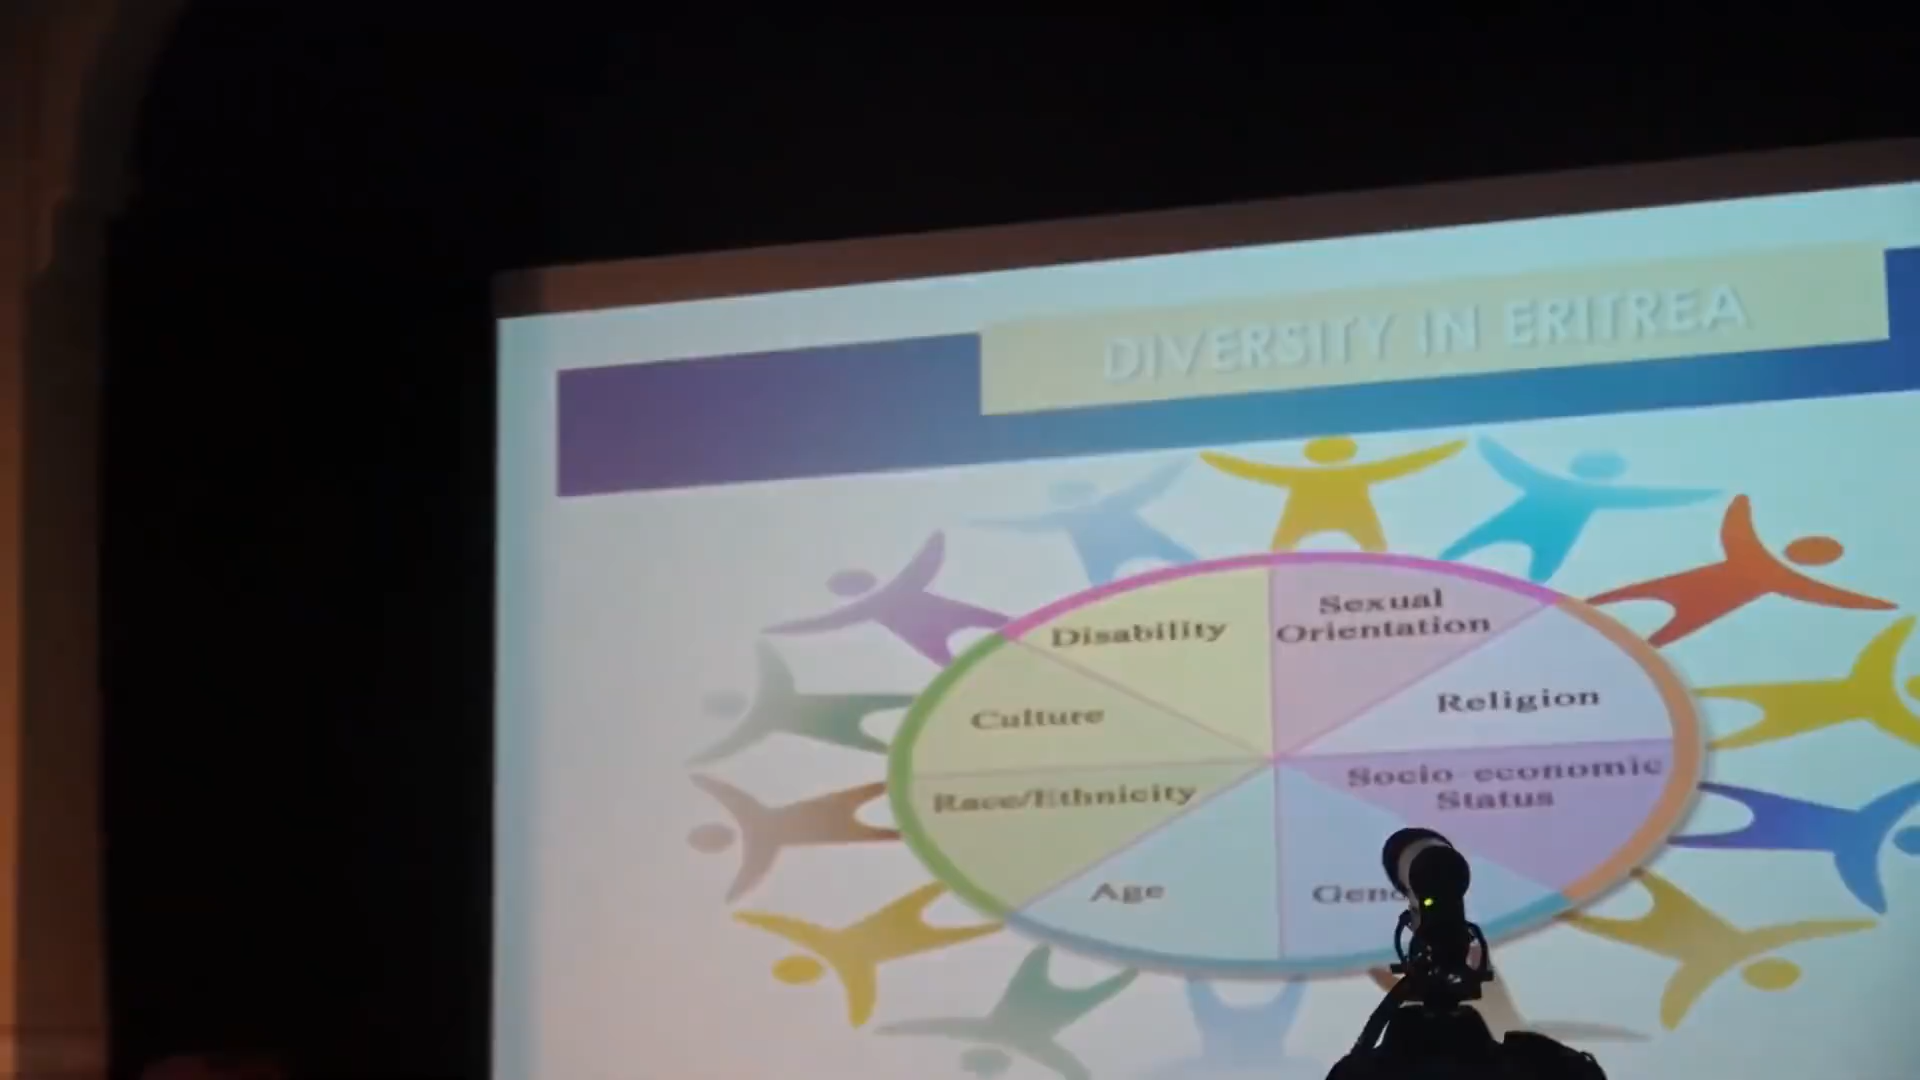 DIVERSITY IN ERITREA
Disability
Sexual
Orientation
Culture
Religion
Race/Ethnicity
Socio economic
Status
Age